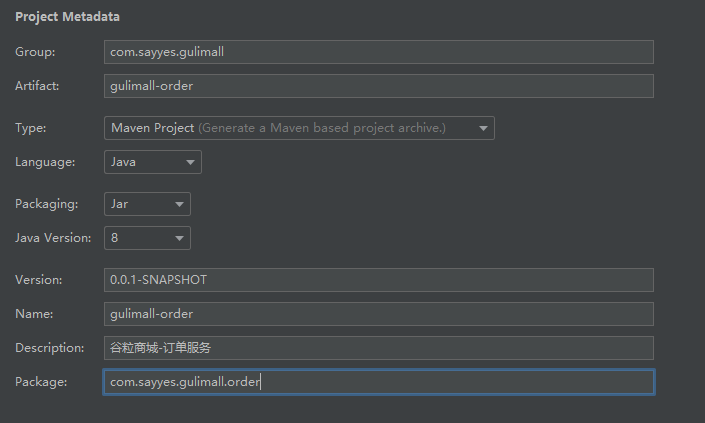 Project Metadata
Group: com.sayyes.gulimall
Artifact: gulimall-order
Type: Maven Project (Generate a Maven based project archive.)
Language: Java
Packaging: Jar
Java Version: 8
Version: 0.0.1-SNAPSHOT
Name: gulimall-order
Description: 谷粒商城-订单服务
Package: com.sayyes.gulimall.order